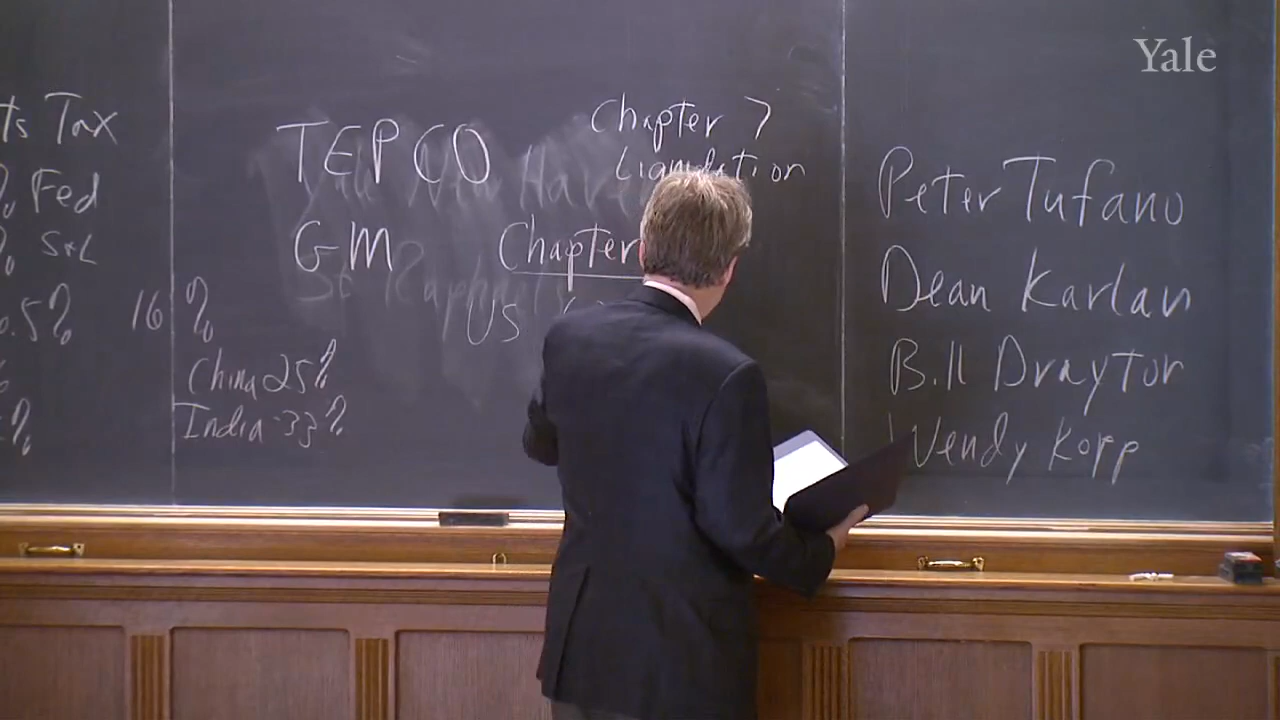 Yale
ts Tax
% Fed
% S+L
.5% 16%
China 25%
India -33%
%
TEPCO
GM
Chapter 7
Liquidation
Chapter
US
Peter Tufano
Dean Karlan
Bill Drayton
Wendy Kopp